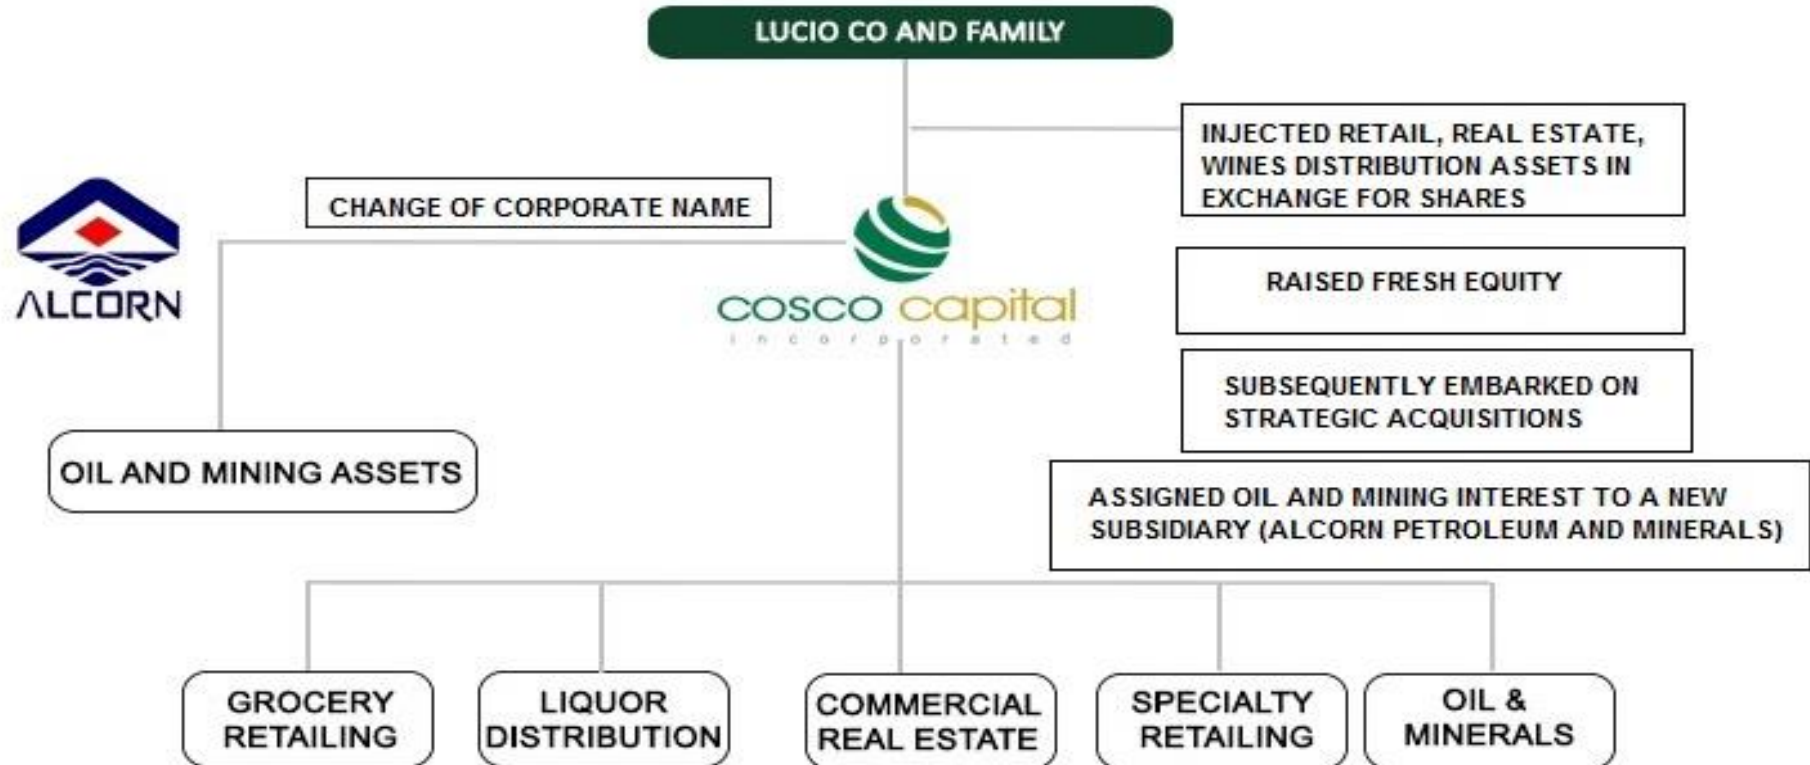 LUCIO CO AND FAMILY
INJECTED RETAIL, REAL ESTATE,
WINES DISTRIBUTION ASSETS IN
EXCHANGE FOR SHARES
CHANGE OF CORPORATE NAME
ALCORN
cosco capital
incorporated
RAISED FRESH EQUITY
SUBSEQUENTLY EMBARKED ON
STRATEGIC ACQUISITIONS
OIL AND MINING ASSETS
ASSIGNED OIL AND MINING INTEREST TO A NEW
SUBSIDIARY (ALCORN PETROLEUM AND MINERALS)
GROCERY
RETAILING
LIQUOR
DISTRIBUTION
COMMERCIAL
REAL ESTATE
SPECIALTY
RETAILING
OIL &
MINERALS